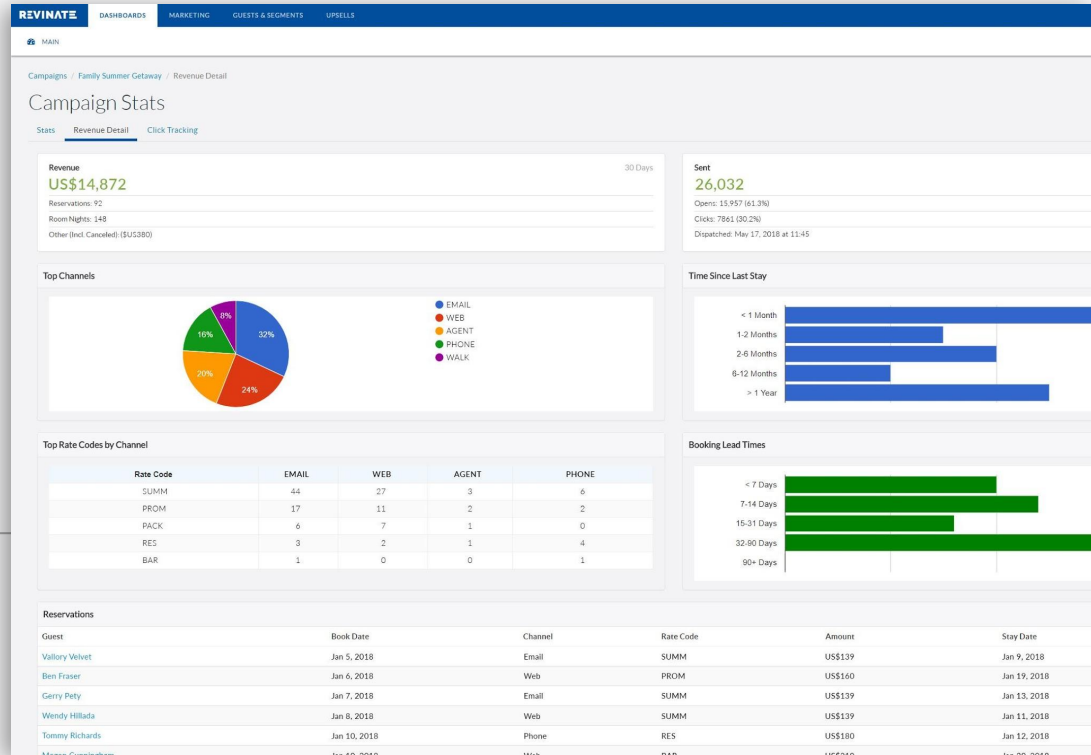 REVINATE DASHBOARDS MARKETING GUESTS & SEGMENTS UPSELLS
MAIN
Campaigns / Family Summer Getaway / Revenue Detail
Campaign Stats
Stats Revenue Detail Click Tracking
Revenue 30 Days
US$14,872
Reservations: 92
Room Nights: 148
Other (Incl. Canceled): ($US380)
Sent
26,032
Opens: 15,957 (61.3%)
Clicks: 7861 (30.2%)
Dispatched: May 17, 2018 at 11:45
Top Channels
8%
16%
32%
20%
24%
EMAIL
WEB
AGENT
PHONE
WALK
Time Since Last Stay
< 1 Month
1-2 Months
2-6 Months
6-12 Months
> 1 Year
Top Rate Codes by Channel
Rate Code EMAIL WEB AGENT PHONE
SUMM 44 27 3 6
PROM 17 11 2 2
PACK 6 7 1 0
RES 3 2 1 4
BAR 1 0 0 1
Booking Lead Times
< 7 Days
7-14 Days
15-31 Days
32-90 Days
90+ Days
Reservations
Guest Book Date Channel Rate Code Amount Stay Date
Vallory Velvet Jan 5, 2018 Email SUMM US$139 Jan 9, 2018
Ben Fraser Jan 6, 2018 Web PROM US$160 Jan 19, 2018
Gerry Pety Jan 7, 2018 Email SUMM US$139 Jan 13, 2018
Wendy Hillada Jan 8, 2018 Web SUMM US$139 Jan 11, 2018
Tommy Richards Jan 10, 2018 Phone RES US$180 Jan 12, 2018
Megan Cunningham Web BAR